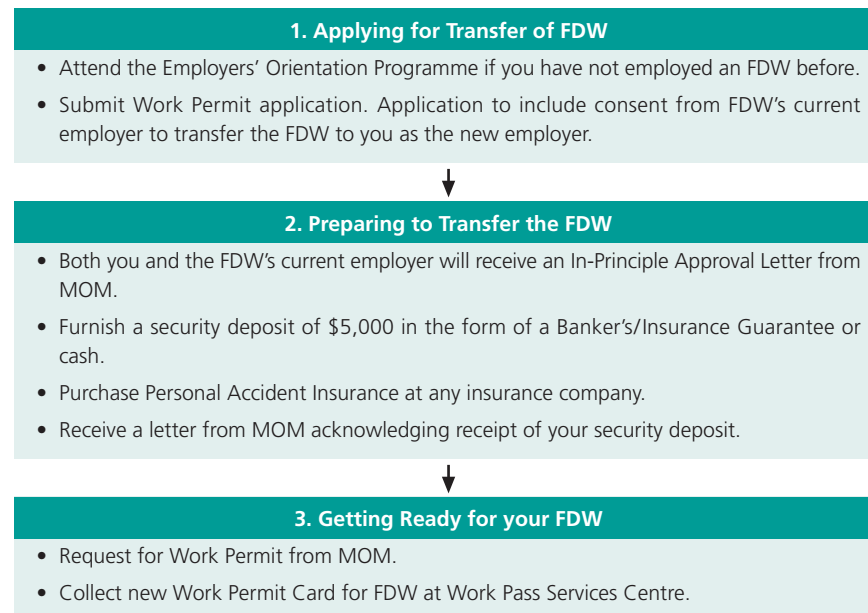 1. Applying for Transfer of FDW
• Attend the Employers’ Orientation Programme if you have not employed an FDW before.
• Submit Work Permit application. Application to include consent from FDW’s current
employer to transfer the FDW to you as the new employer.
2. Preparing to Transfer the FDW
• Both you and the FDW’s current employer will receive an In-Principle Approval Letter from
MOM.
• Furnish a security deposit of $5,000 in the form of a Banker’s/Insurance Guarantee or
cash.
• Purchase Personal Accident Insurance at any insurance company.
• Receive a letter from MOM acknowledging receipt of your security deposit.
3. Getting Ready for your FDW
• Request for Work Permit from MOM.
• Collect new Work Permit Card for FDW at Work Pass Services Centre.